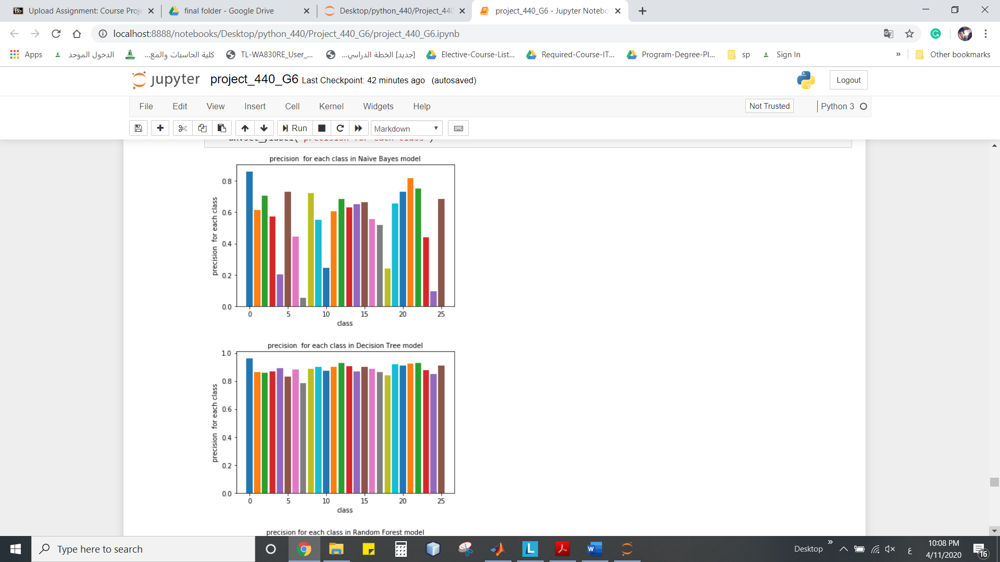 Upload Assignment: Course Proje
final folder - Google Drive
Desktop/python_440/Project_440
project_440_G6 - Jupyter Notebo
localhost:8888/notebooks/Desktop/python_440/Project_440_G6/project_440_G6.ipynb
Apps
الدخول الموحد
كلية الحاسبات والمع...
TL-WA830RE_User_...
[جديد] الخطة الدراسي...
Elective-Course-List...
Required-Course-IT...
Program-Degree-Pl...
sp
Sign In
»
Other bookmarks
jupyter
project_440_G6 Last Checkpoint: 42 minutes ago (autosaved)
Logout
File Edit View Insert Cell Kernel Widgets Help
Not Trusted
Python 3
Run
Markdown
precision for each class in Naïve Bayes model
precision for each class
0.8
0.6
0.4
0.2
0.0
0 5 10 15 20 25
class
precision for each class in Decision Tree model
precision for each class
1.0
0.8
0.6
0.4
0.2
0.0
0 5 10 15 20 25
class
precision for each class in Random Forest model
Type here to search
Desktop
»
ع
10:08 PM
4/11/2020
16